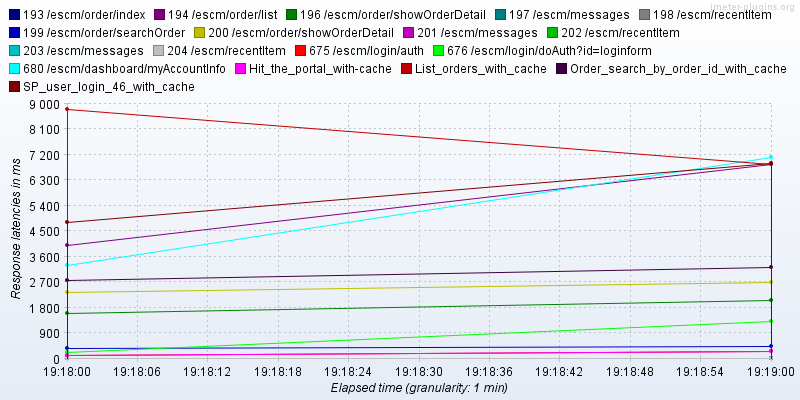 jmeter-plugins.org
193 /escm/order/index 194 /escm/order/list 196 /escm/order/showOrderDetail 197 /escm/messages 198 /escm/recentItem
199 /escm/order/searchOrder 200 /escm/order/showOrderDetail 201 /escm/messages 202 /escm/recentItem
203 /escm/messages 204 /escm/recentItem 675 /escm/login/auth 676 /escm/login/doAuth?id=loginform
680 /escm/dashboard/myAccountInfo Hit_the_portal_with-cache List_orders_with_cache Order_search_by_order_id_with_cache
SP_user_login_46_with_cache
9 000
8 100
7 200
6 300
5 400
4 500
3 600
2 700
1 800
900
0
Response latencies in ms
19:18:00 19:18:06 19:18:12 19:18:18 19:18:24 19:18:30 19:18:36 19:18:42 19:18:48 19:18:54 19:19:00
Elapsed time (granularity: 1 min)